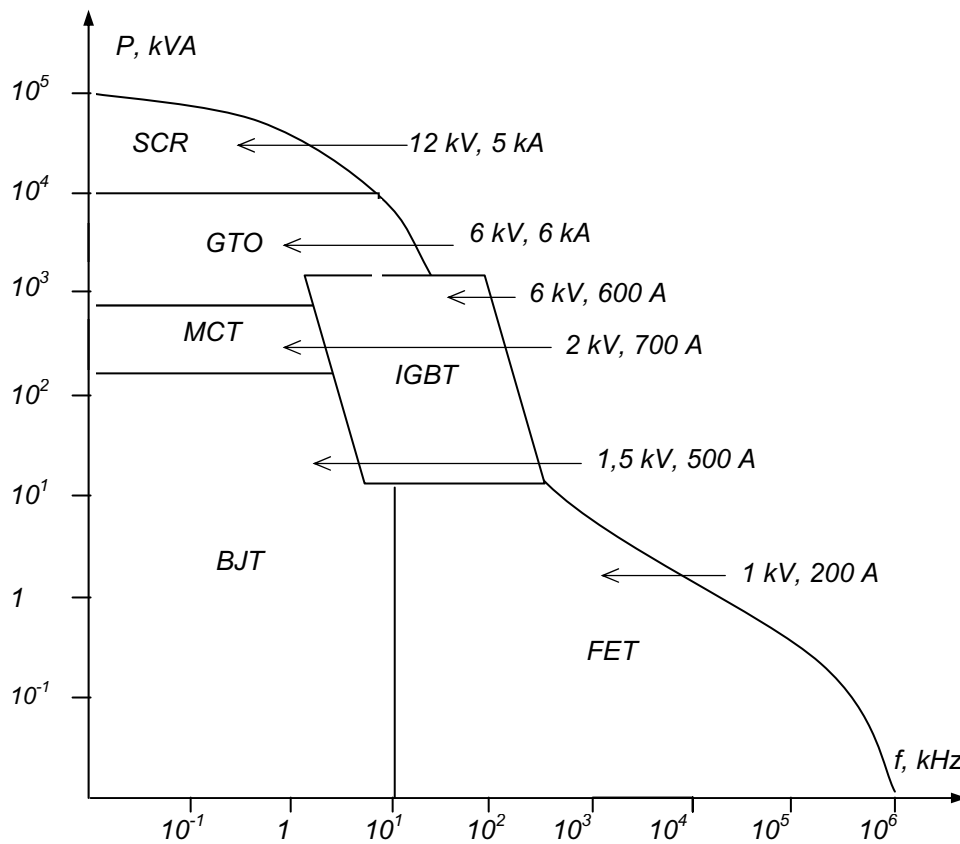 P, kVA
10^5
SCR
12 kV, 5 kA
10^4
GTO
6 kV, 6 kA
10^3
6 kV, 600 A
MCT
2 kV, 700 A
IGBT
10^2
1,5 kV, 500 A
10^1
BJT
1 kV, 200 A
1
FET
10^-1
f, kHz
10^-1 1 10^1 10^2 10^3 10^4 10^5 10^6